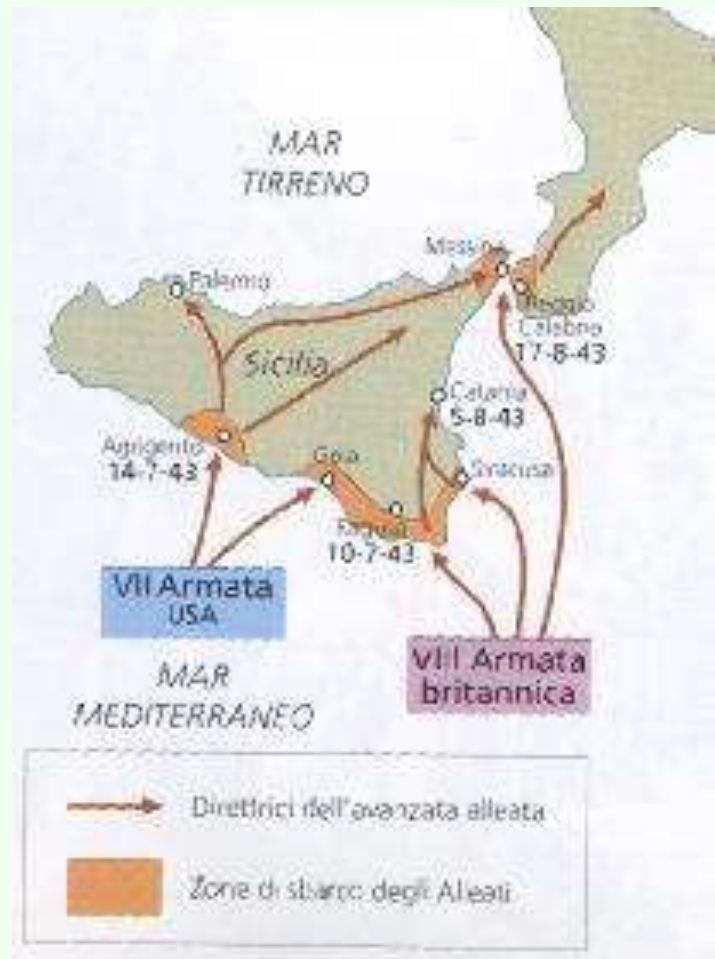 MAR
TIRRENO
Messina
Palermo
Reggio
Calabria
17-8-43
Sicilia
Catania
5-8-43
Agrigento
14-7-43
Gela
Siracusa
Ragusa
10-7-43
VII Armata
USA
VIII Armata
britannica
MAR
MEDITERRANEO
Direttrici dell'avanzata alleata
Zone di sbarco degli Alleati